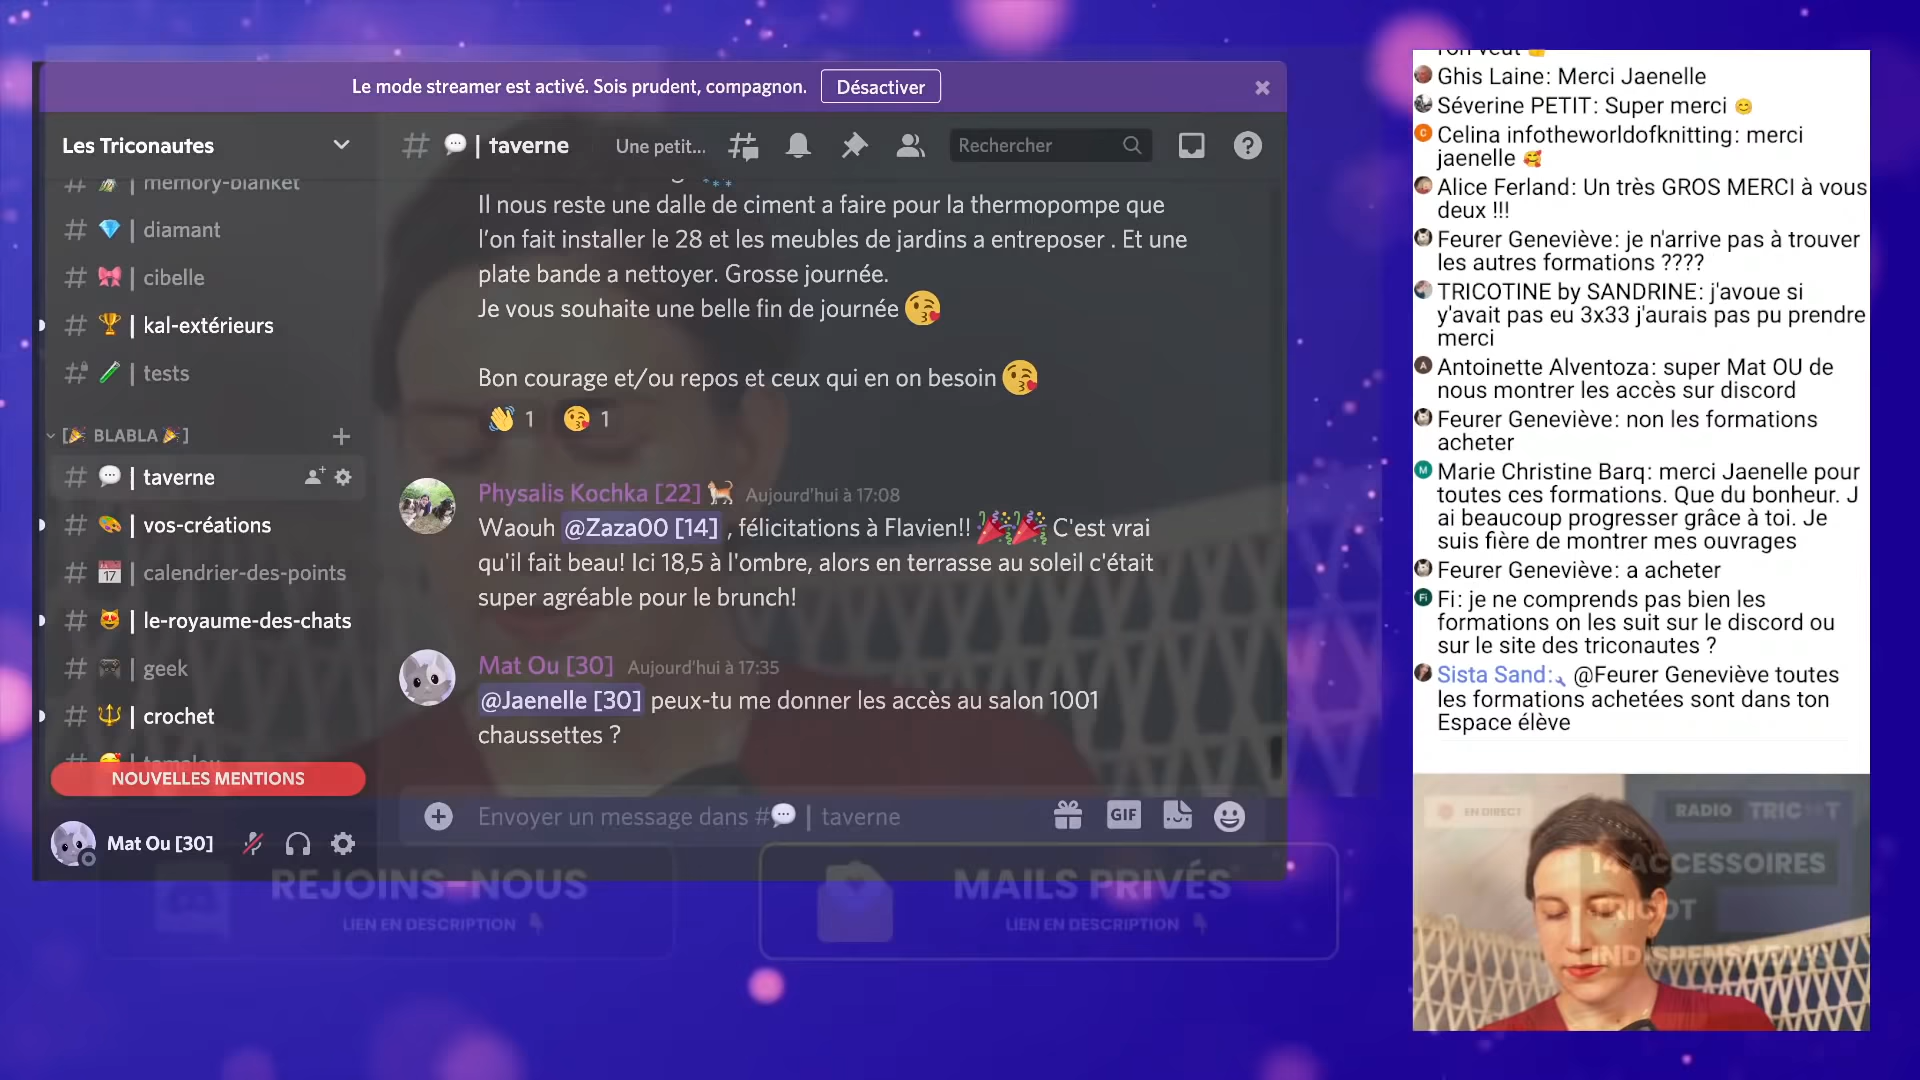 Le mode streamer est activé. Sois prudent, compagnon.
Désactiver
Les Triconautes
# | memory-blanket
# | diamant
# | cibelle
# | kal-extérieurs
# | tests
[🎉 BLABLA 🎉]
# | taverne
# | vos-créations
# | calendrier-des-points
# | le-royaume-des-chats
# | geek
# | crochet
NOUVELLES MENTIONS
Mat Ou [30]
# | taverne
Une petit...
Rechercher
Il nous reste une dalle de ciment a faire pour la thermopompe que
l'on fait installer le 28 et les meubles de jardins a entreposer . Et une
plate bande a nettoyer. Grosse journée.
Je vous souhaite une belle fin de journée 😘
Bon courage et/ou repos et ceux qui en on besoin 😘
👋 1 😘 1
Physalis Kochka [22] 🐈 Aujourd'hui à 17:08
Waouh @Zaza00 [14] , félicitations à Flavien!! 🎉🎉 C'est vrai
qu'il fait beau! Ici 18,5 à l'ombre, alors en terrasse au soleil c'était
super agréable pour le brunch!
Mat Ou [30] Aujourd'hui à 17:35
@Jaenelle [30] peux-tu me donner les accès au salon 1001
chaussettes ?
Envoyer un message dans #💬 | taverne
GIF
REJOINS-NOUS
LIEN EN DESCRIPTION
MAILS PRIVÉS
LIEN EN DESCRIPTION
l'on veut
Ghis Laine: Merci Jaenelle
Séverine PETIT: Super merci 😊
Celina infotheworldofknitting: merci
jaenelle 🥰
Alice Ferland: Un très GROS MERCI à vous
deux !!!
Feurer Geneviève: je n'arrive pas à trouver
les autres formations ????
TRICOTINE by SANDRINE: j'avoue si
y'avait pas eu 3x33 j'aurais pas pu prendre
merci
Antoinette Alventoza: super Mat OU de
nous montrer les accès sur discord
Feurer Geneviève: non les formations
acheter
Marie Christine Barq: merci Jaenelle pour
toutes ces formations. Que du bonheur. J
ai beaucoup progresser grâce à toi. Je
suis fière de montrer mes ouvrages
Feurer Geneviève: a acheter
Fi: je ne comprends pas bien les
formations on les suit sur le discord ou
sur le site des triconautes ?
Sista Sand: @Feurer Geneviève toutes
les formations achetées sont dans ton
Espace élève
EN DIRECT
RADIO
14 ACCESSOIRES